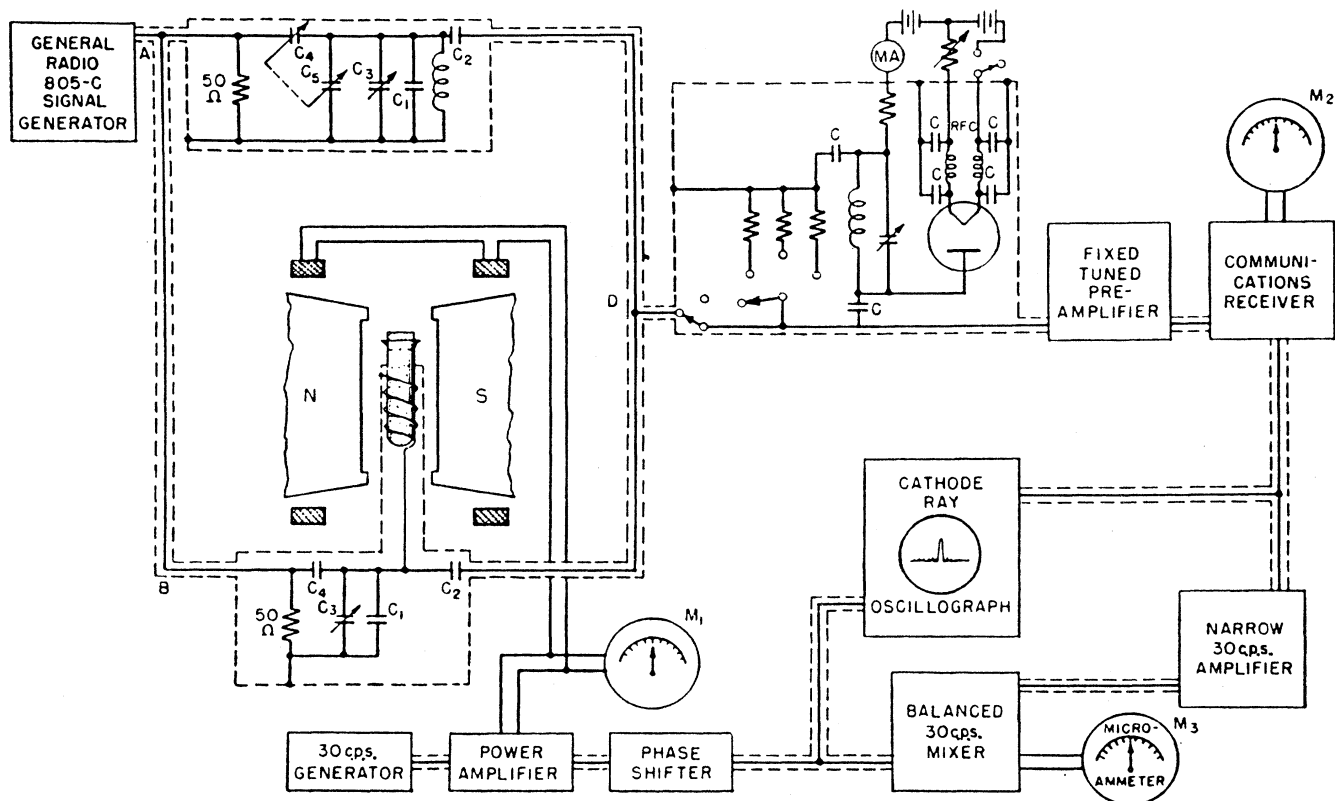 GENERAL
RADIO
805-C
SIGNAL
GENERATOR
A
50
Ω
C4
C5
C3
C1
C2
MA
C
RFC
C
C
C
C
M2
N
S
D
C
FIXED
TUNED
PRE-
AMPLIFIER
COMMUNI-
CATIONS
RECEIVER
CATHODE
RAY
OSCILLOGRAPH
B
50
Ω
C4
C3
C1
C2
M1
NARROW
30 c.p.s.
AMPLIFIER
30 c.p.s.
GENERATOR
POWER
AMPLIFIER
PHASE
SHIFTER
BALANCED
30 c.p.s.
MIXER
MICRO-
AMMETER
M3